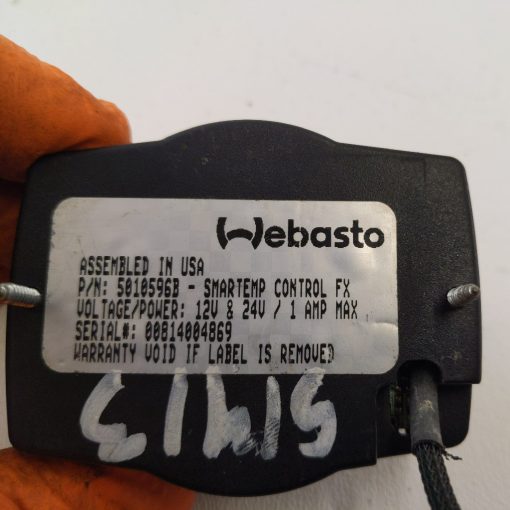 Webasto
ASSEMBLED IN USA
P/N: 5010596B - SMARTEMP CONTROL FX
VOLTAGE/POWER: 12V & 24V / 1 AMP MAX
SERIAL#: 00814004869
WARRANTY VOID IF LABEL IS REMOVED